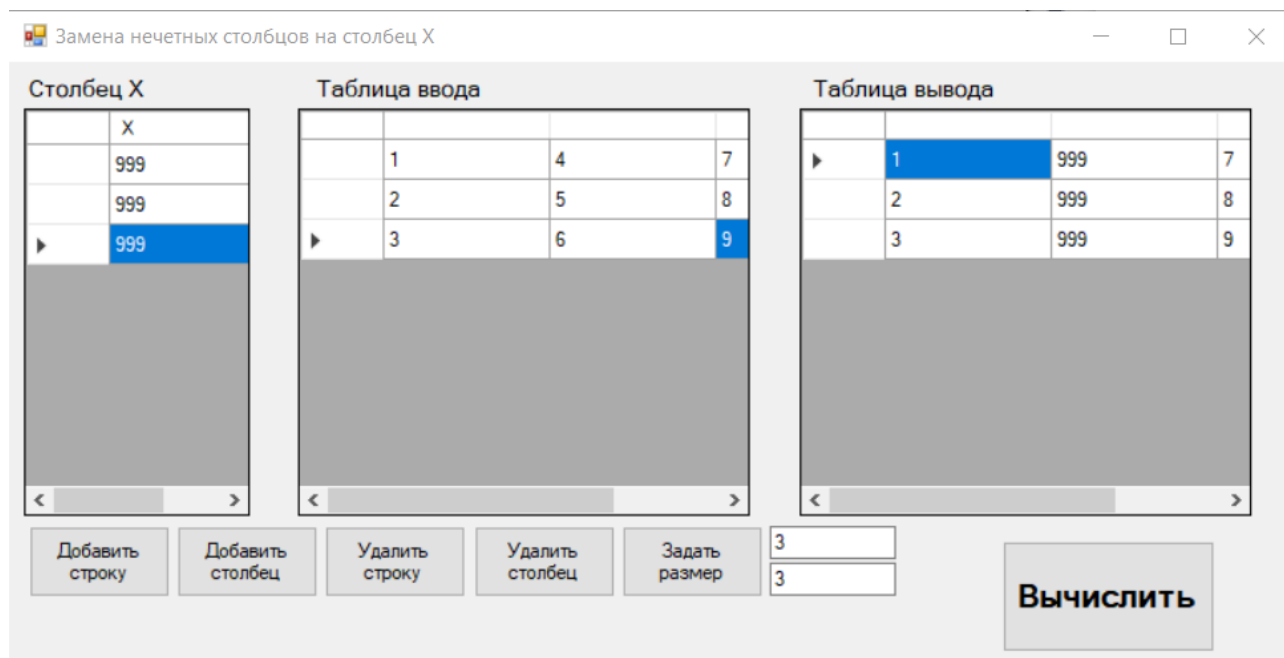 Замена нечетных столбцов на столбец X
Столбец X
Таблица ввода
Таблица вывода
X
999
999
999
1 4 7
2 5 8
3 6 9
1 999 7
2 999 8
3 999 9
Добавить
строку
Добавить
столбец
Удалить
строку
Удалить
столбец
Задать
размер
3
3
Вычислить